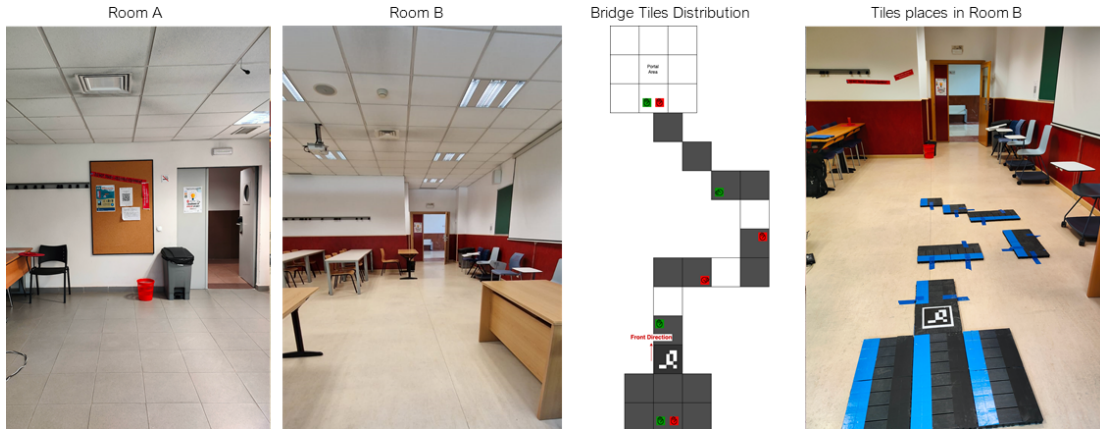 Room A
Room B
Bridge Tiles Distribution
Tiles places in Room B
Portal
Area
Front Direction